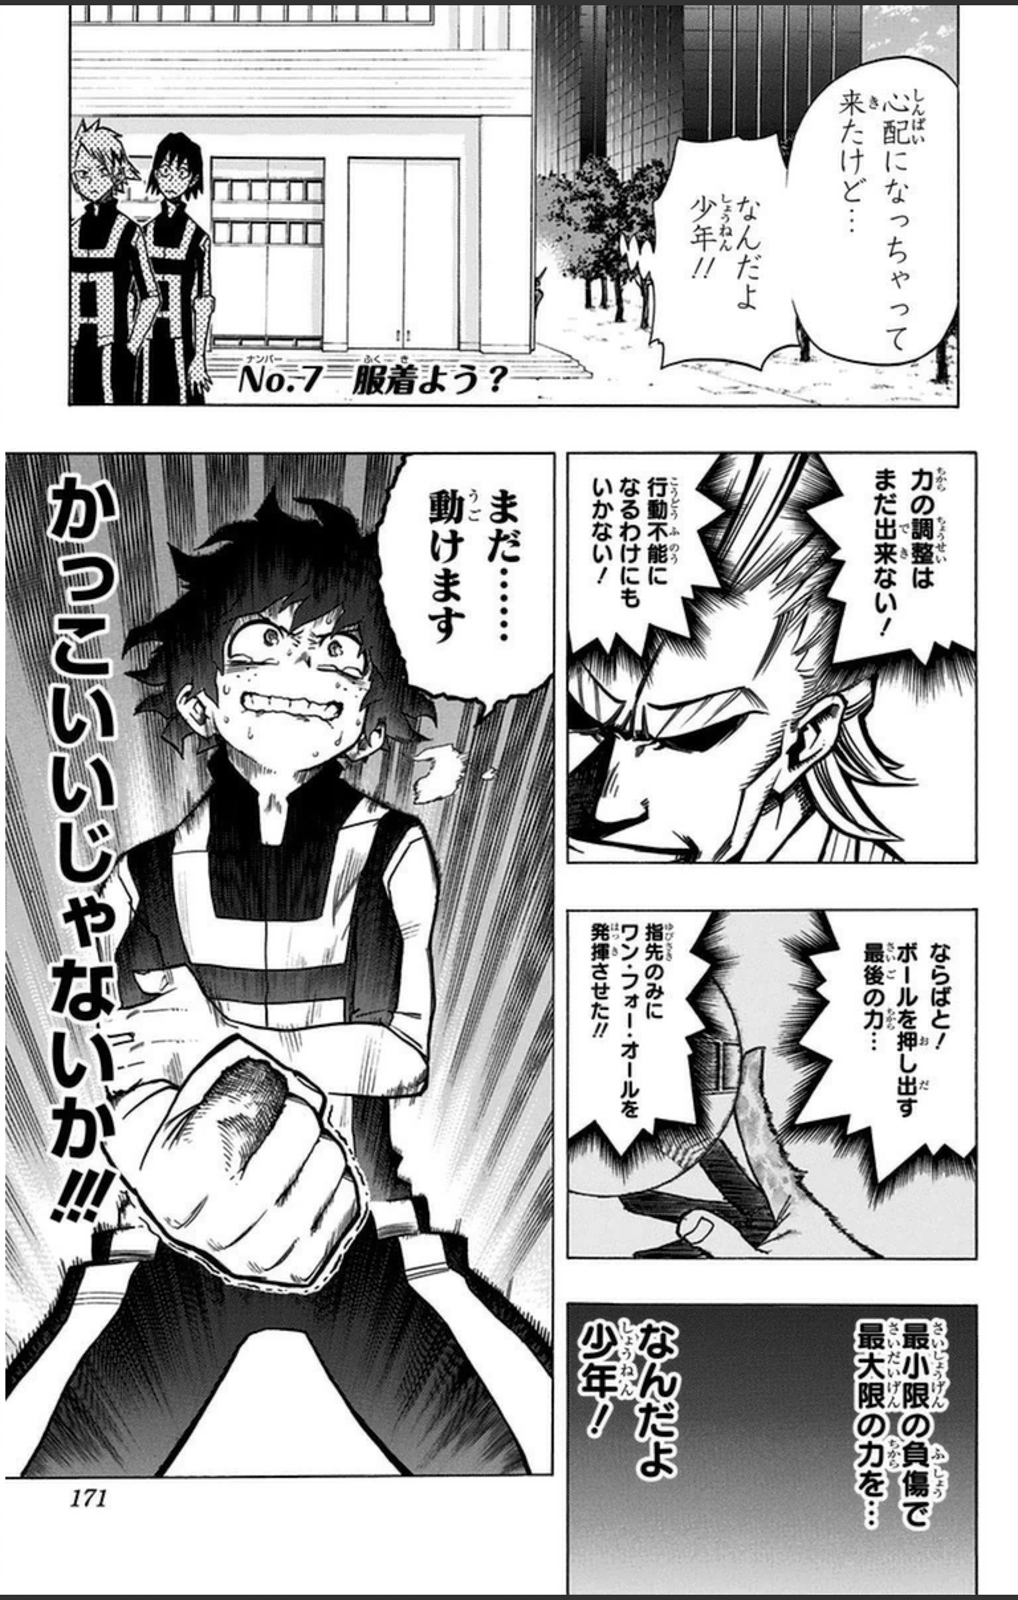 心配になっちゃって
来たけど…
なんだよ
少年!!
No.7 服着よう？
力の調整は
まだ出来ない！
行動不能に
なるわけにも
いかない！
ならばと！
ボールを押し出す
最後の力…
指先のみに
ワン・フォー・オールを
発揮させた!!
最小限の負傷で
最大限の力を…
なんだよ
少年！
まだ……
動けます
かっこいいじゃないか!!!
171